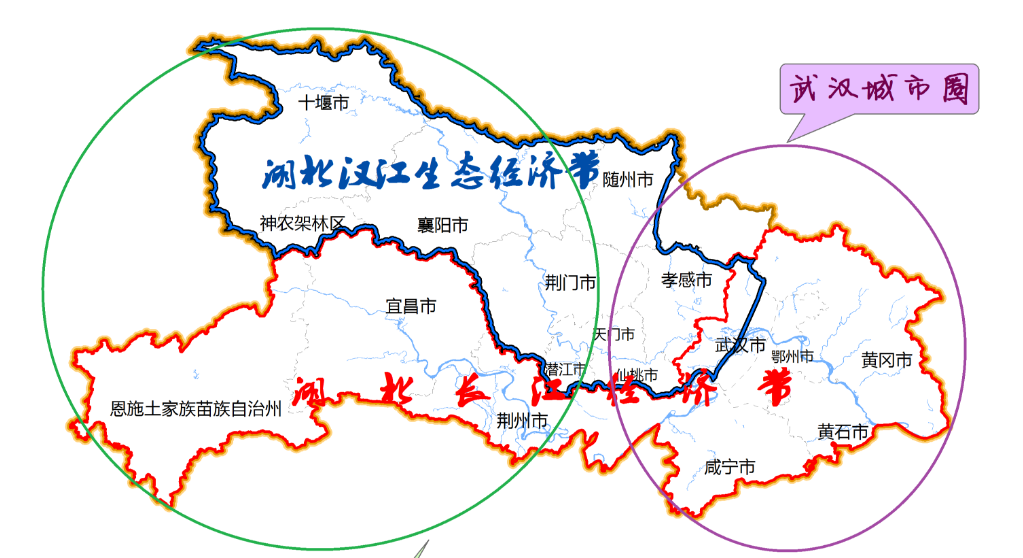 武汉城市圈
十堰市
湖北汉江生态经济带
随州市
神农架林区
襄阳市
荆门市
孝感市
宜昌市
天门市
武汉市
鄂州市
黄冈市
潜江市
仙桃市
湖北长江经济带
恩施土家族苗族自治州
荆州市
黄石市
咸宁市